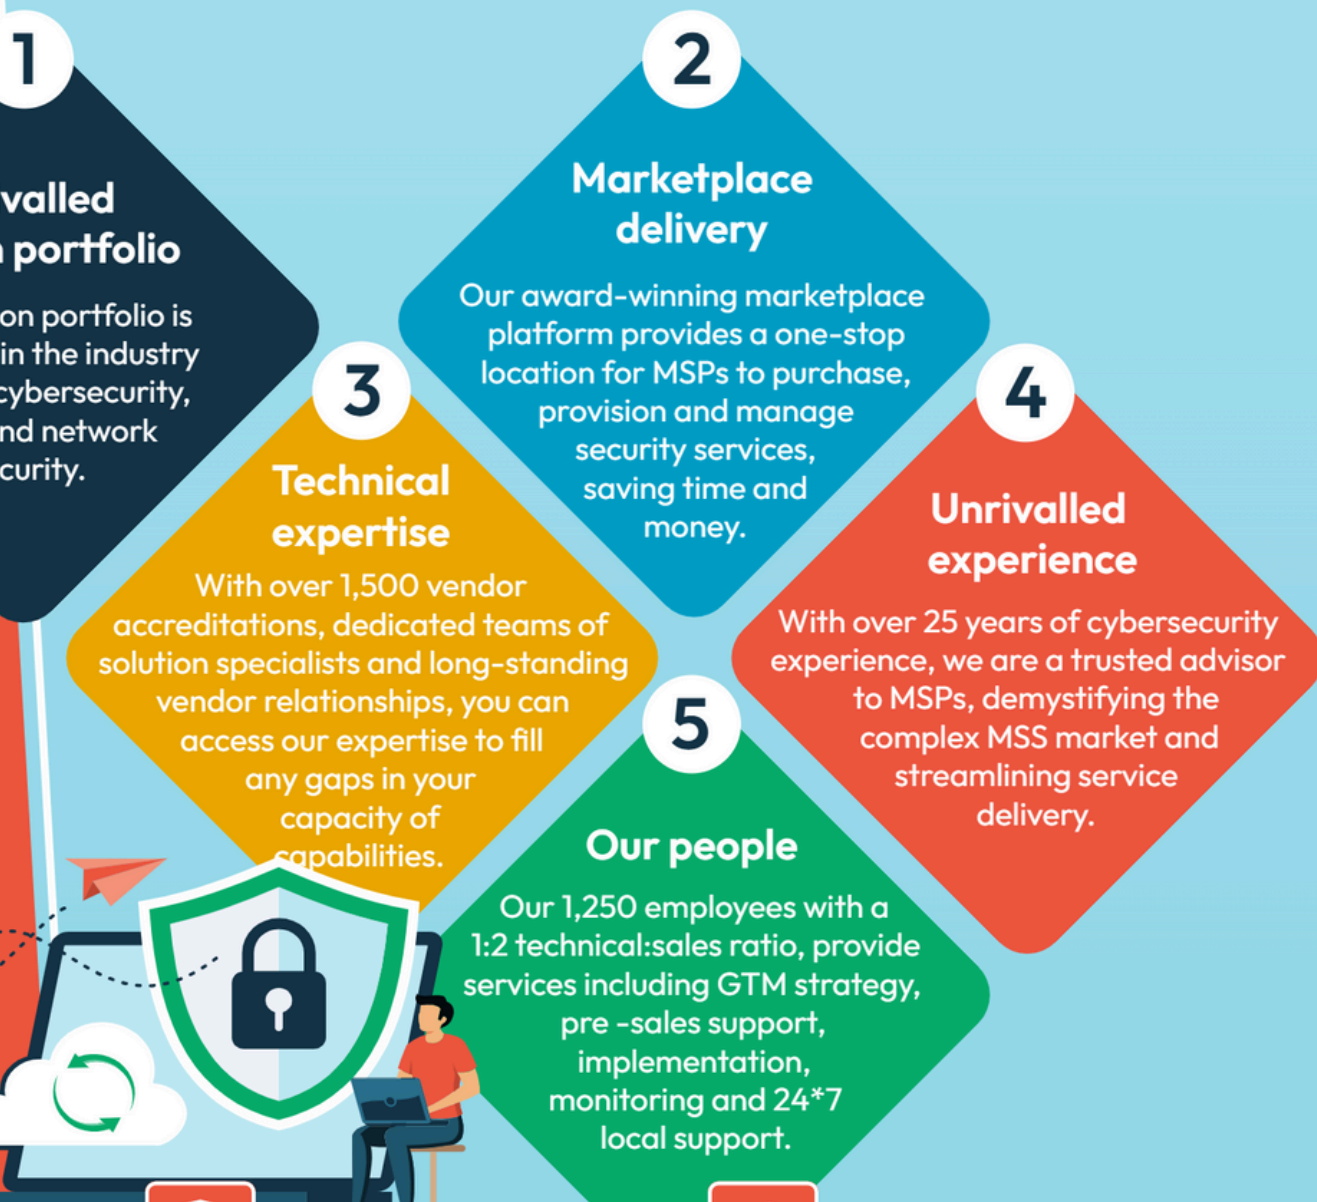 1
valled
portfolio
on portfolio is
in the industry
cybersecurity,
nd network
curity.
2
Marketplace
delivery
Our award-winning marketplace
platform provides a one-stop
location for MSPs to purchase,
provision and manage
security services,
saving time and
money.
3
Technical
expertise
With over 1,500 vendor
accreditations, dedicated teams of
solution specialists and long-standing
vendor relationships, you can
access our expertise to fill
any gaps in your
capacity of
capabilities.
4
Unrivalled
experience
With over 25 years of cybersecurity
experience, we are a trusted advisor
to MSPs, demystifying the
complex MSS market and
streamlining service
delivery.
5
Our people
Our 1,250 employees with a
1:2 technical:sales ratio, provide
services including GTM strategy,
pre -sales support,
implementation,
monitoring and 24*7
local support.